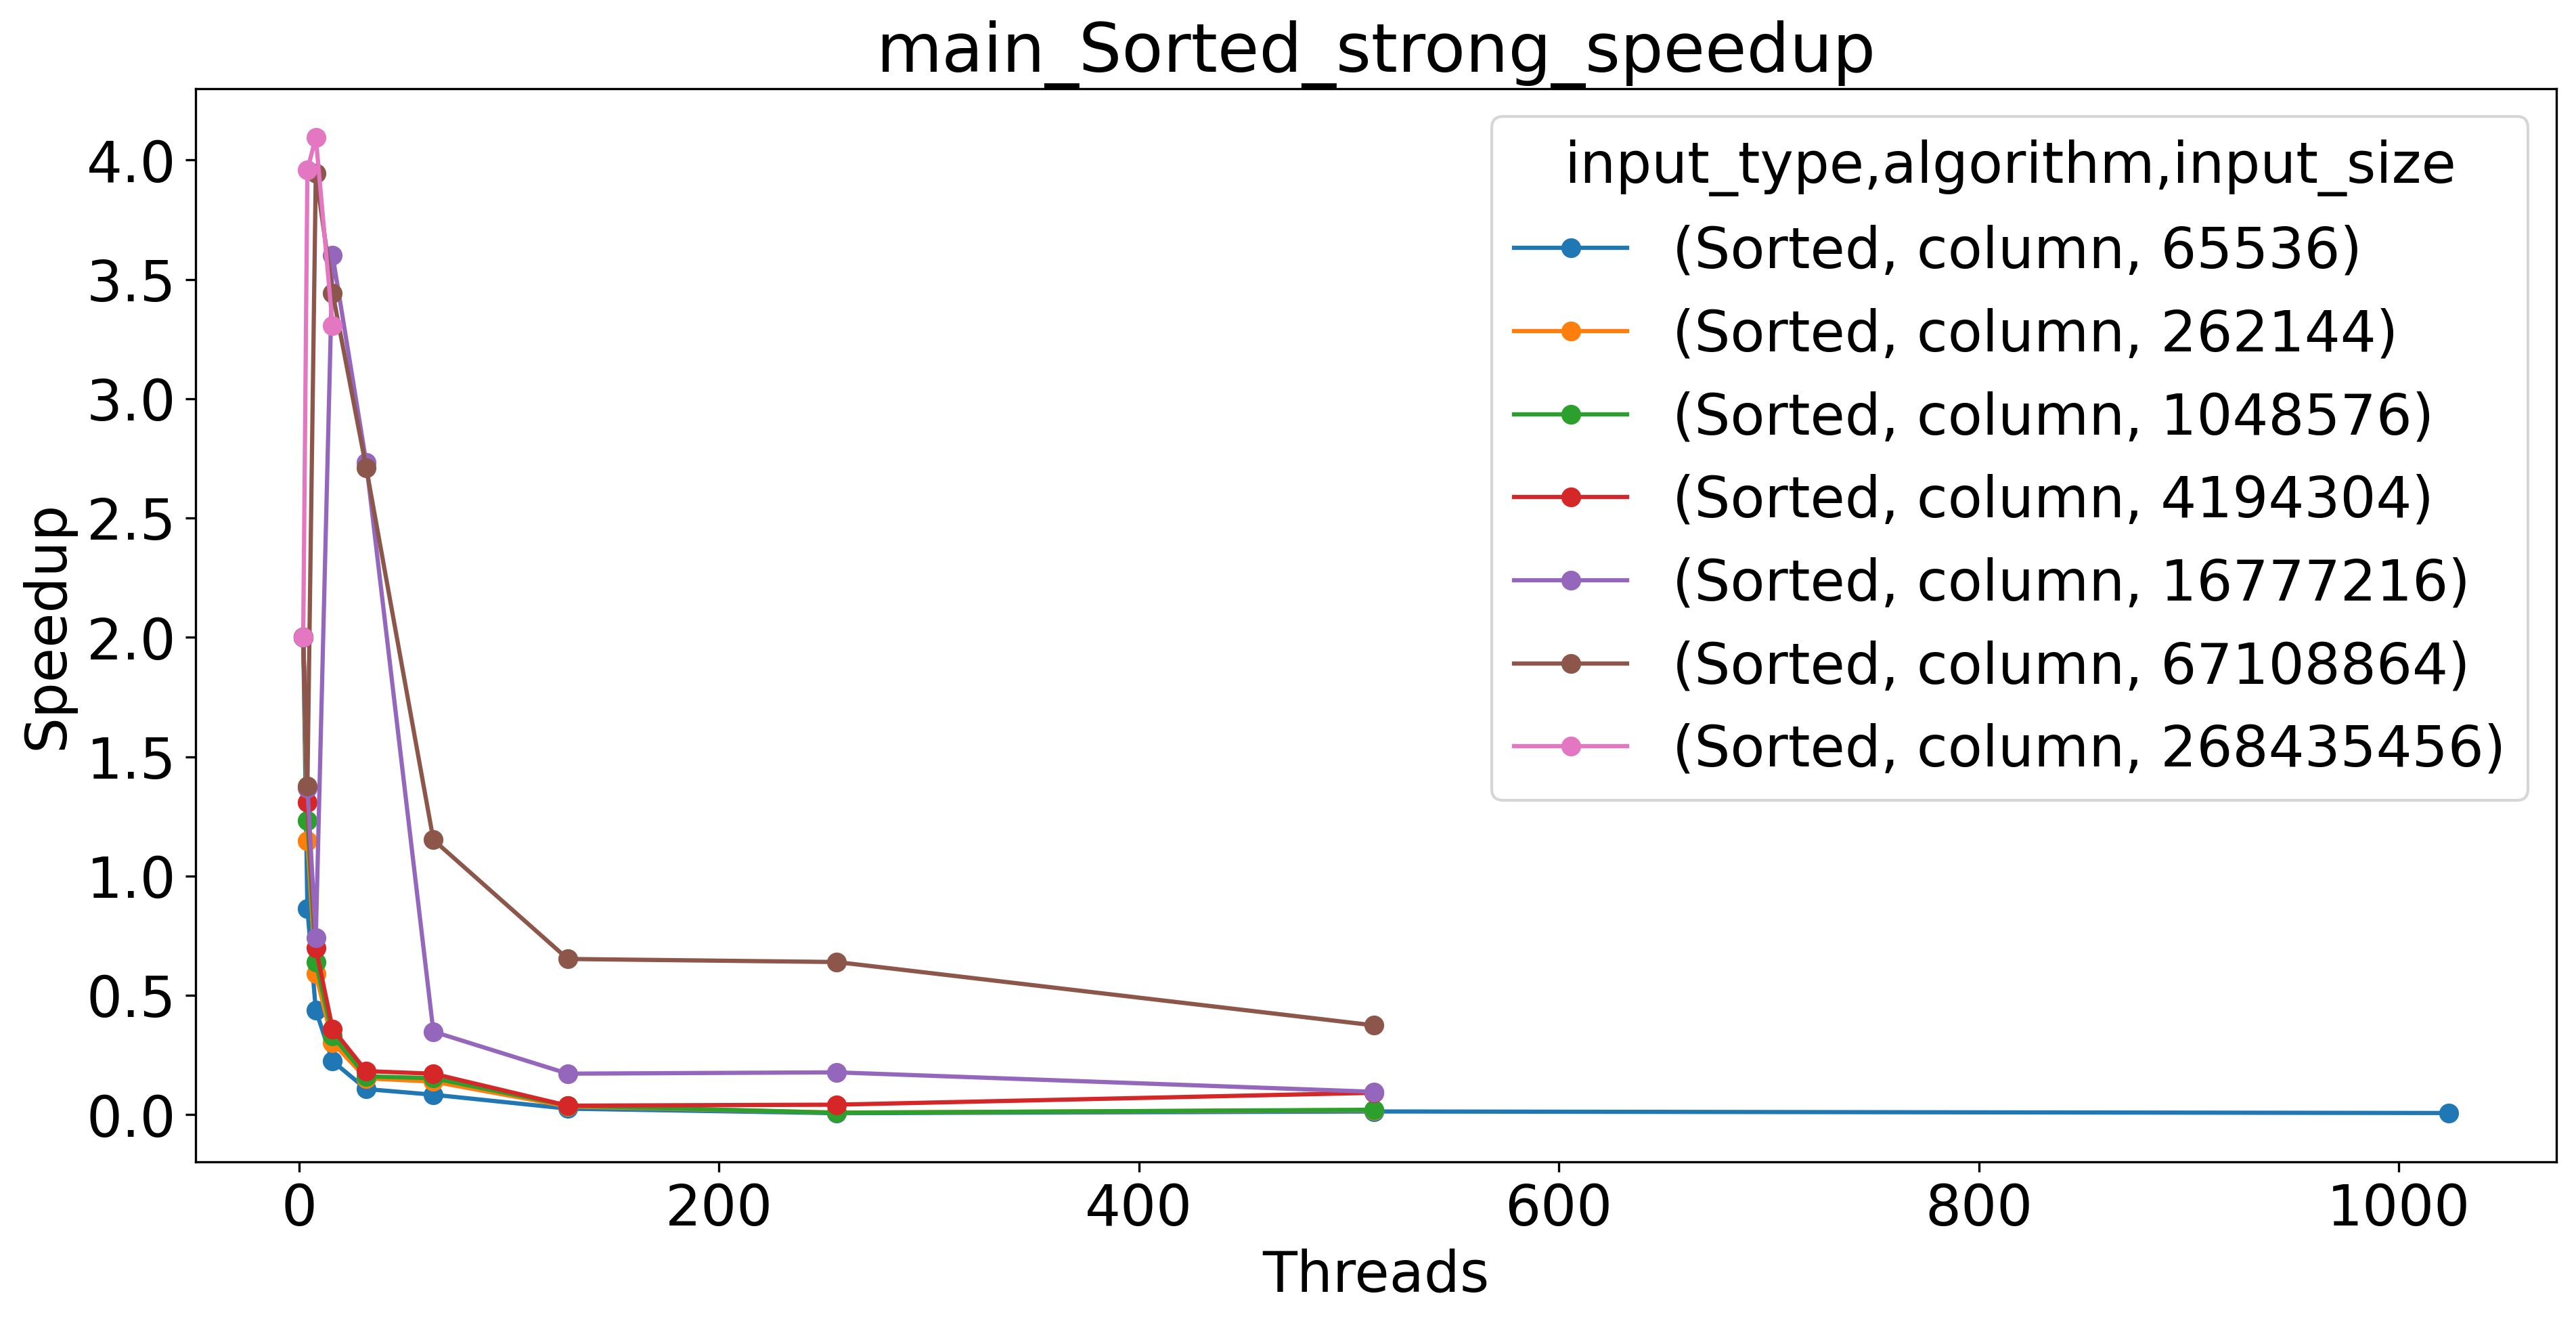 main_Sorted_strong_speedup
input_type,algorithm,input_size
(Sorted, column, 65536)
(Sorted, column, 262144)
(Sorted, column, 1048576)
(Sorted, column, 4194304)
(Sorted, column, 16777216)
(Sorted, column, 67108864)
(Sorted, column, 268435456)
Speedup
4.0
3.5
3.0
2.5
2.0
1.5
1.0
0.5
0.0
0 200 400 600 800 1000
Threads